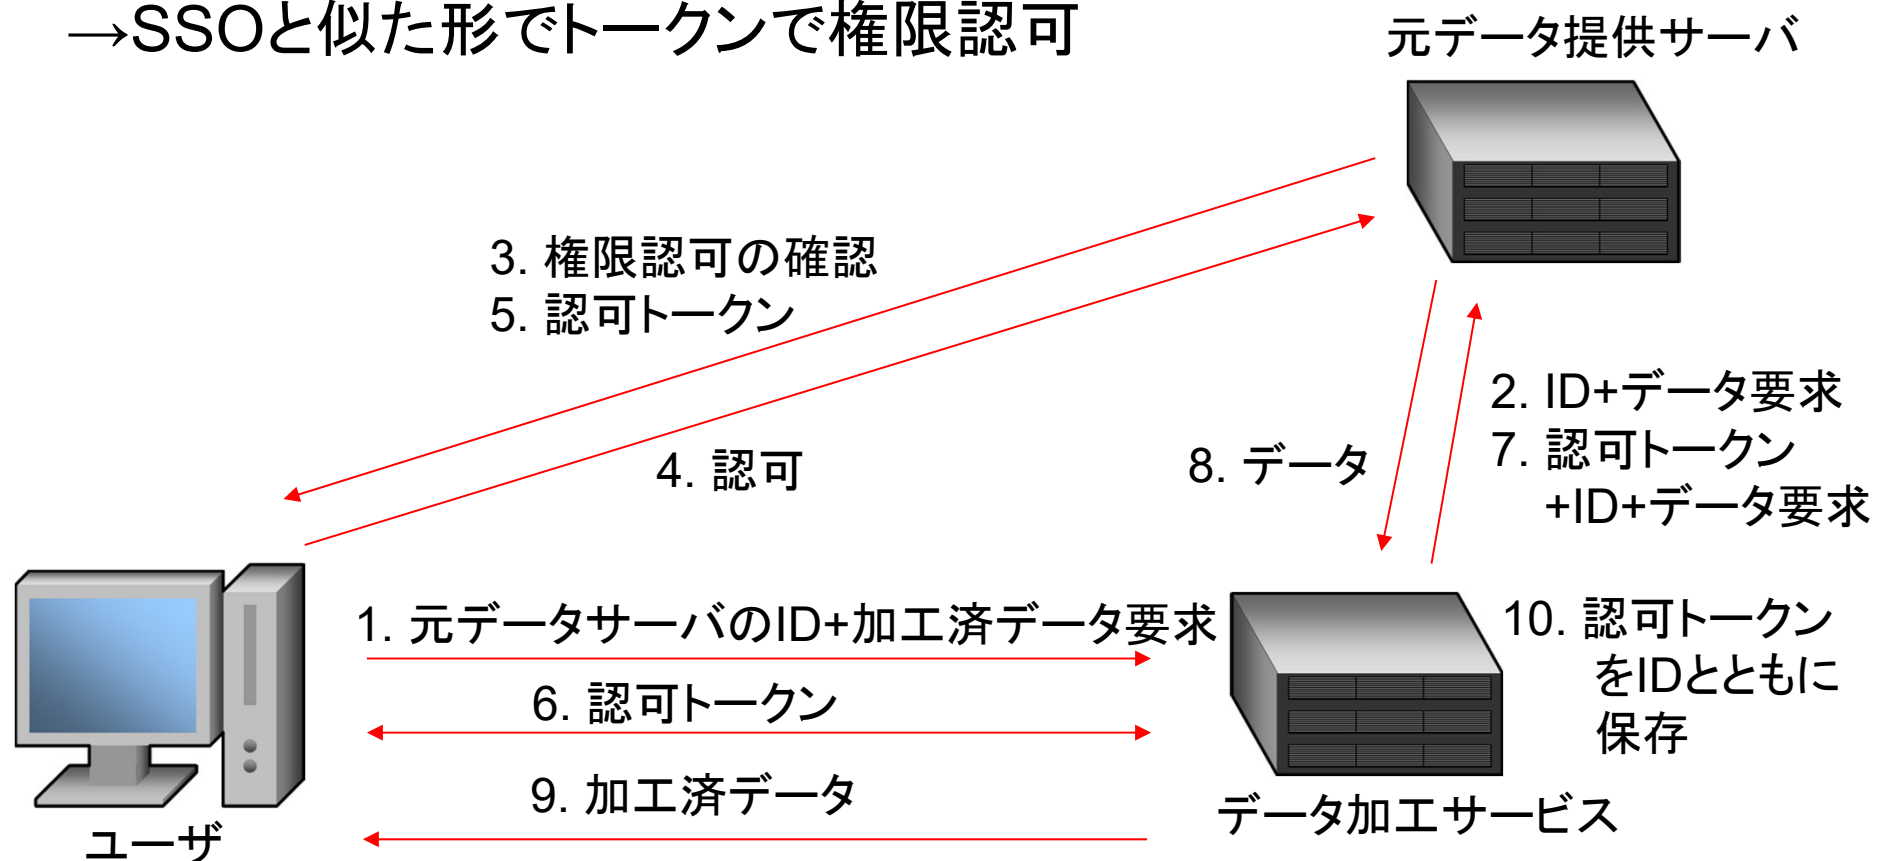 →SSOと似た形でトークンで権限認可
元データ提供サーバ
3. 権限認可の確認
5. 認可トークン
4. 認可
8. データ
2. ID+データ要求
7. 認可トークン
+ID+データ要求
1. 元データサーバのID+加工済データ要求
6. 認可トークン
9. 加工済データ
10. 認可トークン
をIDとともに
保存
ユーザ
データ加工サービス